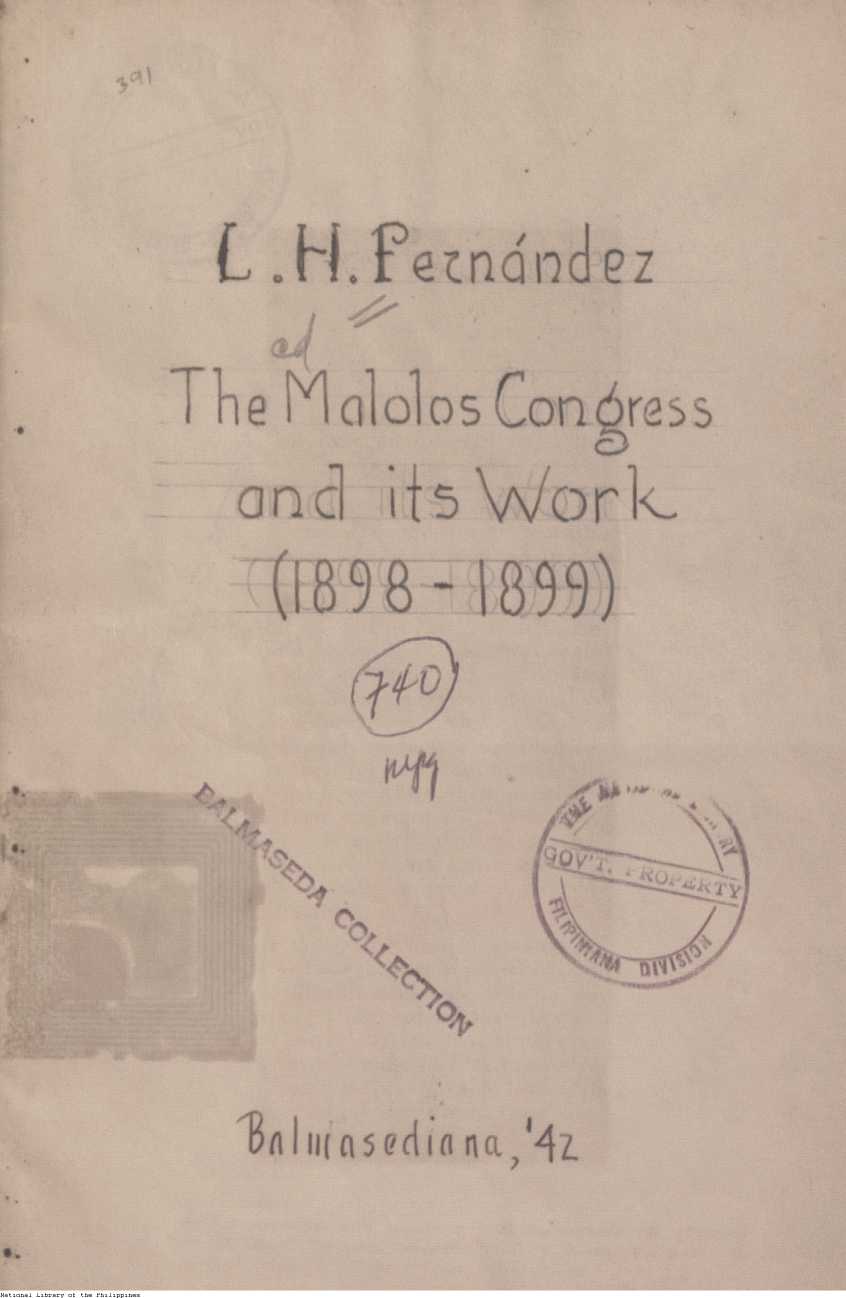 391
L. H. Fernández
ed
The Malolos Congress
and its Work
(1898-1899)
740
BALMASEDA COLLECTION
THE
GOV'T. PROPERTY
FILIPINIANA DIVISION
Balmasediana, '42
National Library of the Philippines